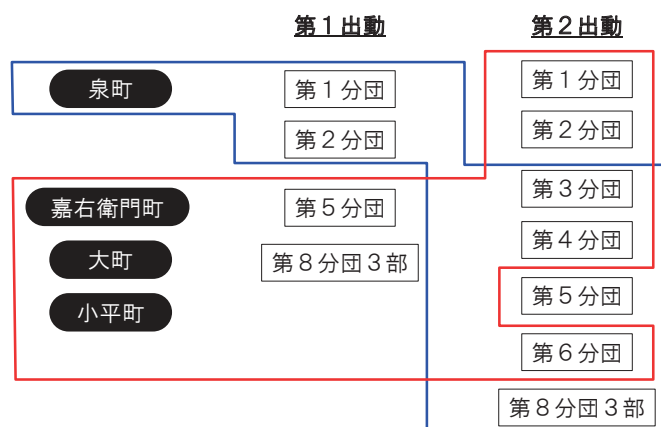 第1出動 第2出動
泉町 第1分団 第1分団
第2分団 第2分団
嘉右衛門町 第5分団 第3分団
大町 第8分団3部 第4分団
小平町 第5分団
第6分団
第8分団3部